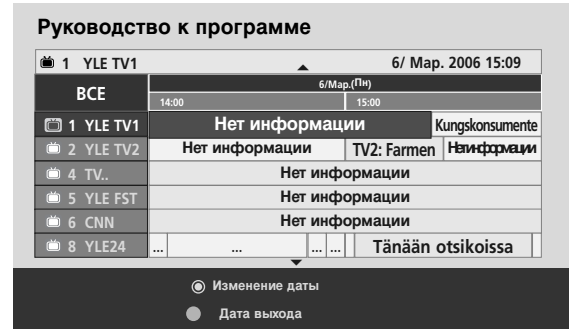 Руководство к программе
1 YLE TV1 6/ Мар. 2006 15:09
ВСЕ
6/Мар.(Пн)
14:00 15:00
1 YLE TV1 Нет информации Kungskonsumente
2 YLE TV2 Нет информации TV2: Farmen Нет информации
4 TV.. Нет информации
5 YLE FST Нет информации
6 CNN Нет информации
8 YLE24 ... ... ... ... Tänään otsikoissa
Изменение даты
Дата выхода